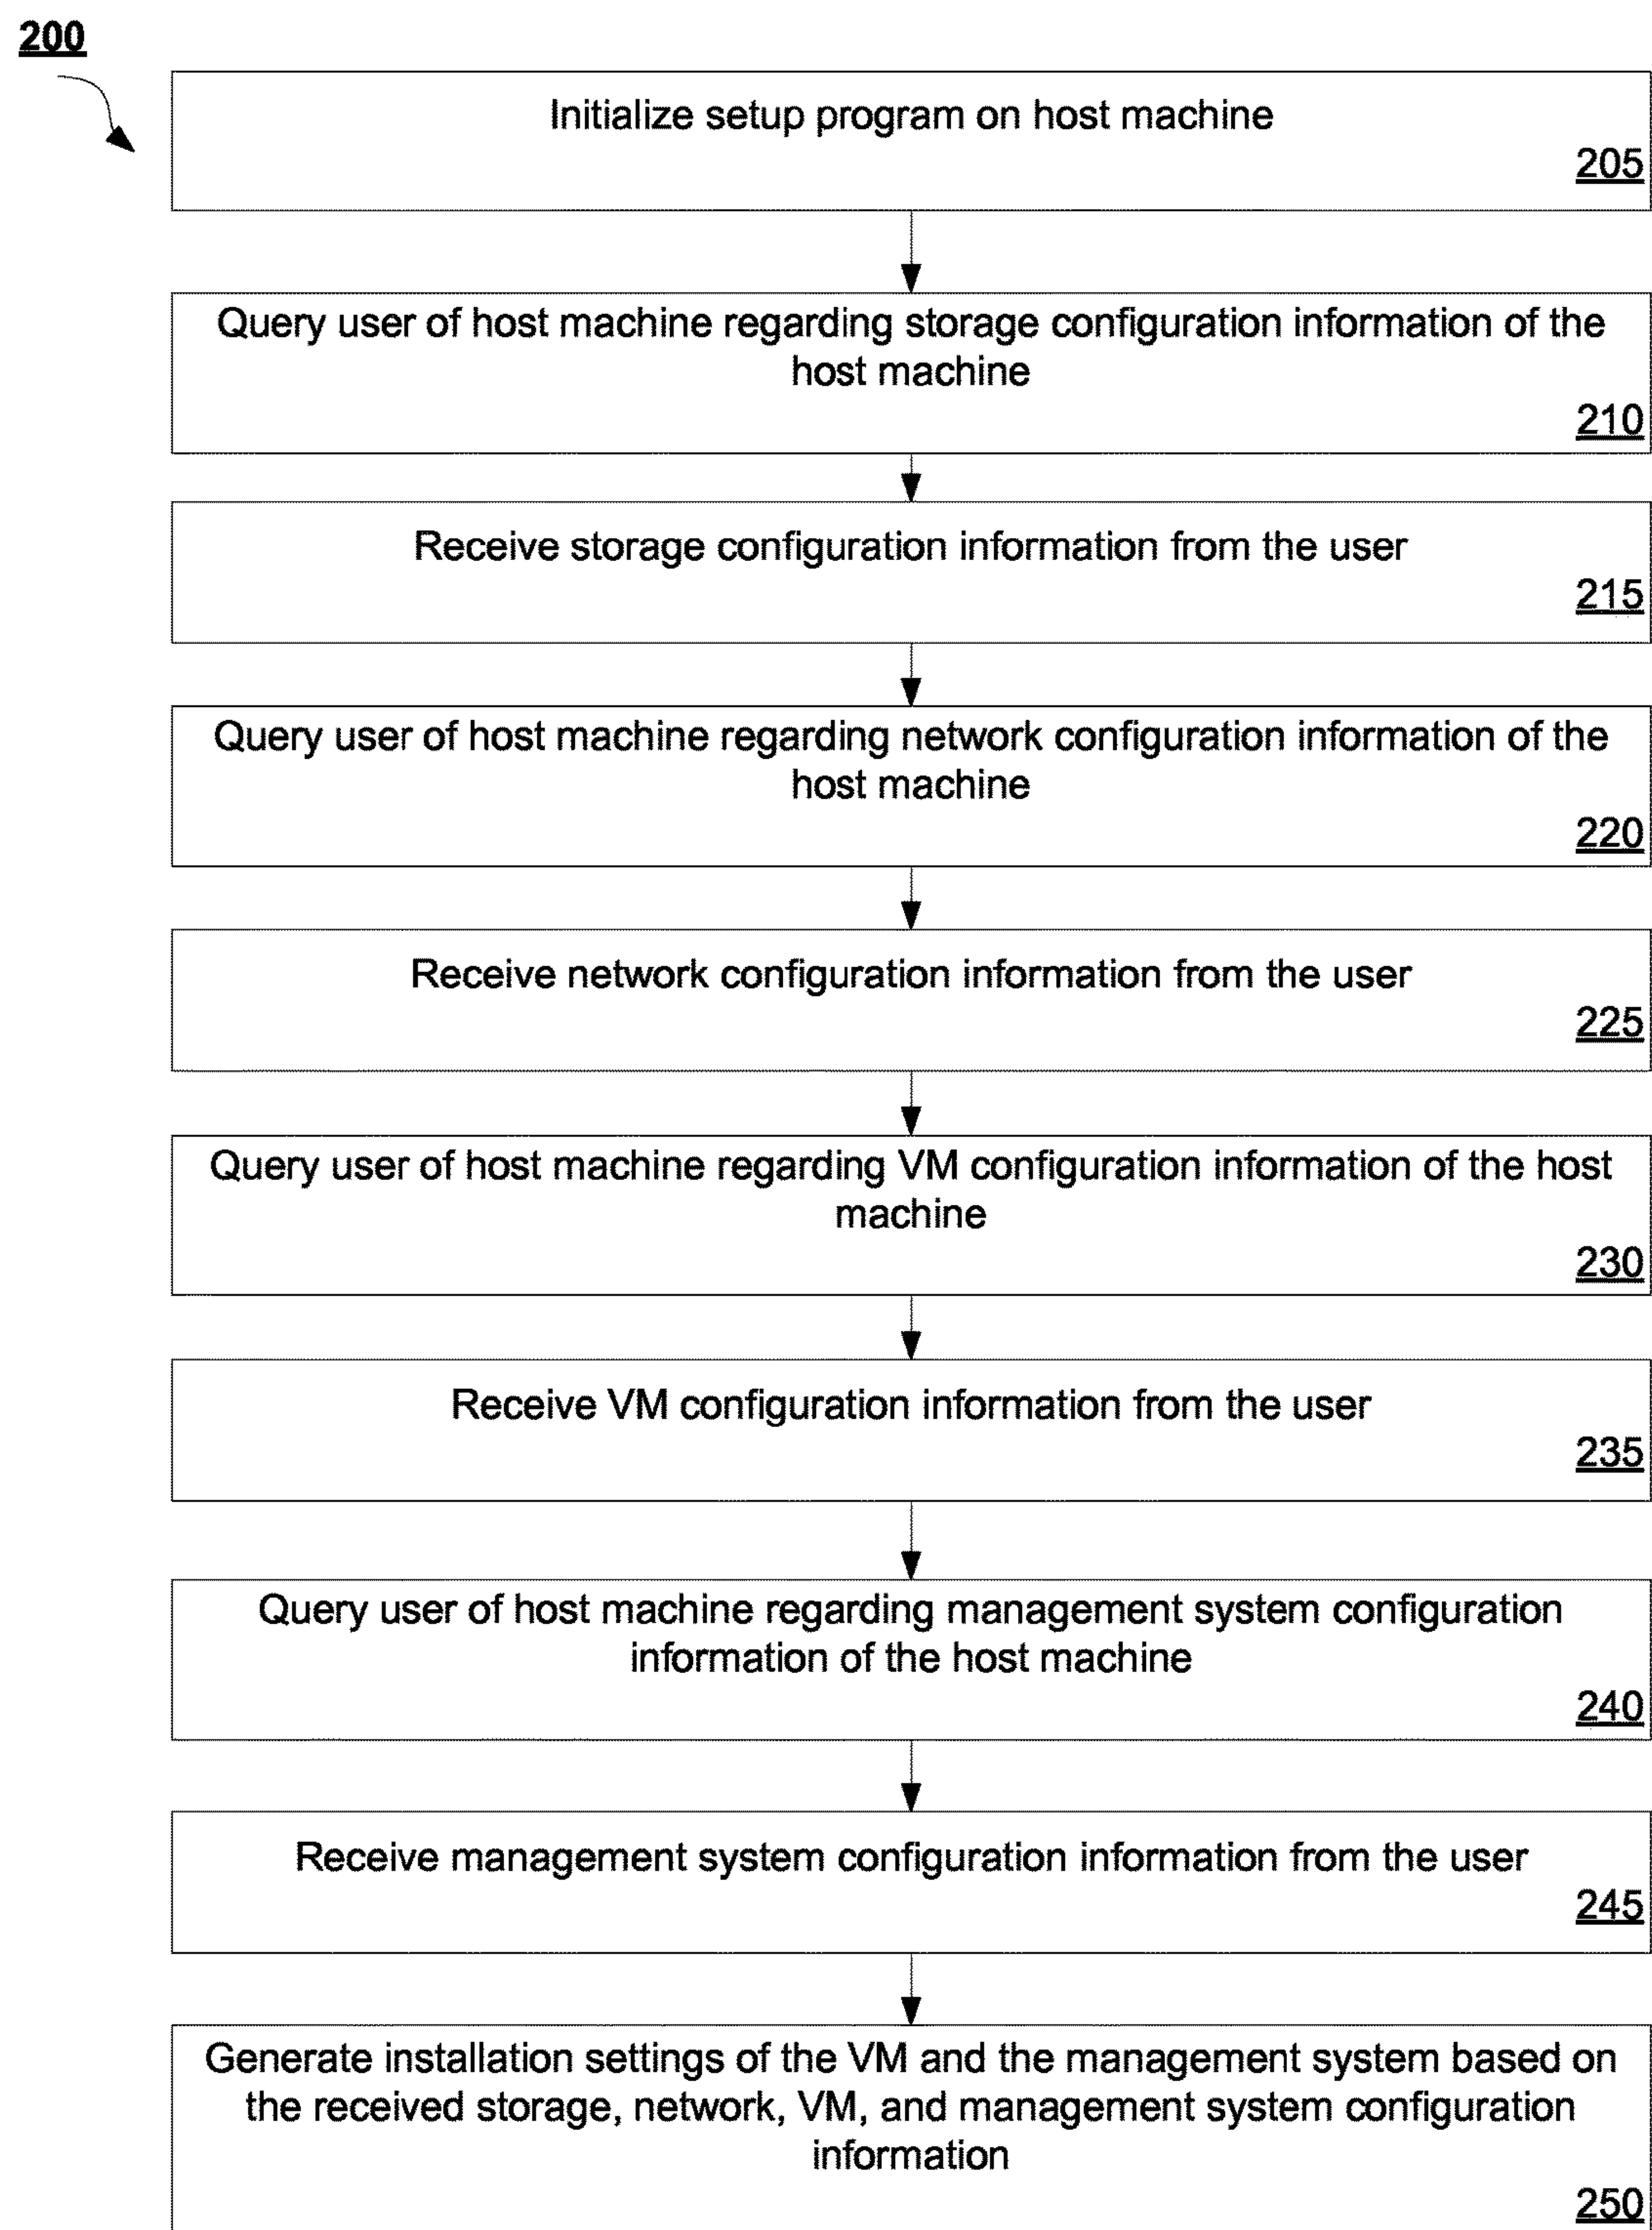 200
Initialize setup program on host machine
205
Query user of host machine regarding storage configuration information of the
host machine
210
Receive storage configuration information from the user
215
Query user of host machine regarding network configuration information of the
host machine
220
Receive network configuration information from the user
225
Query user of host machine regarding VM configuration information of the host
machine
230
Receive VM configuration information from the user
235
Query user of host machine regarding management system configuration
information of the host machine
240
Receive management system configuration information from the user
245
Generate installation settings of the VM and the management system based on
the received storage, network, VM, and management system configuration
information
250